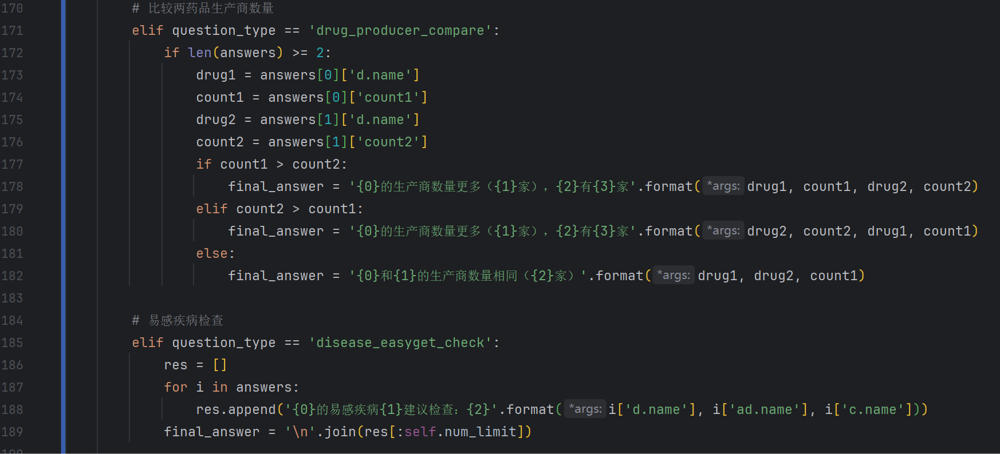 170 # 比较两药品生产商数量
171 elif question_type == 'drug_producer_compare':
172 if len(answers) >= 2:
173 drug1 = answers[0]['d.name']
174 count1 = answers[0]['count1']
175 drug2 = answers[1]['d.name']
176 count2 = answers[1]['count2']
177 if count1 > count2:
178 final_answer = '{0}的生产商数量更多（{1}家），{2}有{3}家'.format( *args: drug1, count1, drug2, count2)
179 elif count2 > count1:
180 final_answer = '{0}的生产商数量更多（{1}家），{2}有{3}家'.format( *args: drug2, count2, drug1, count1)
181 else:
182 final_answer = '{0}和{1}的生产商数量相同（{2}家）'.format( *args: drug1, drug2, count1)
183
184 # 易感疾病检查
185 elif question_type == 'disease_easyget_check':
186 res = []
187 for i in answers:
188 res.append('{0}的易感疾病{1}建议检查：{2}'.format( *args: i['d.name'], i['ad.name'], i['c.name']))
189 final_answer = '\n'.join(res[:self.num_limit])